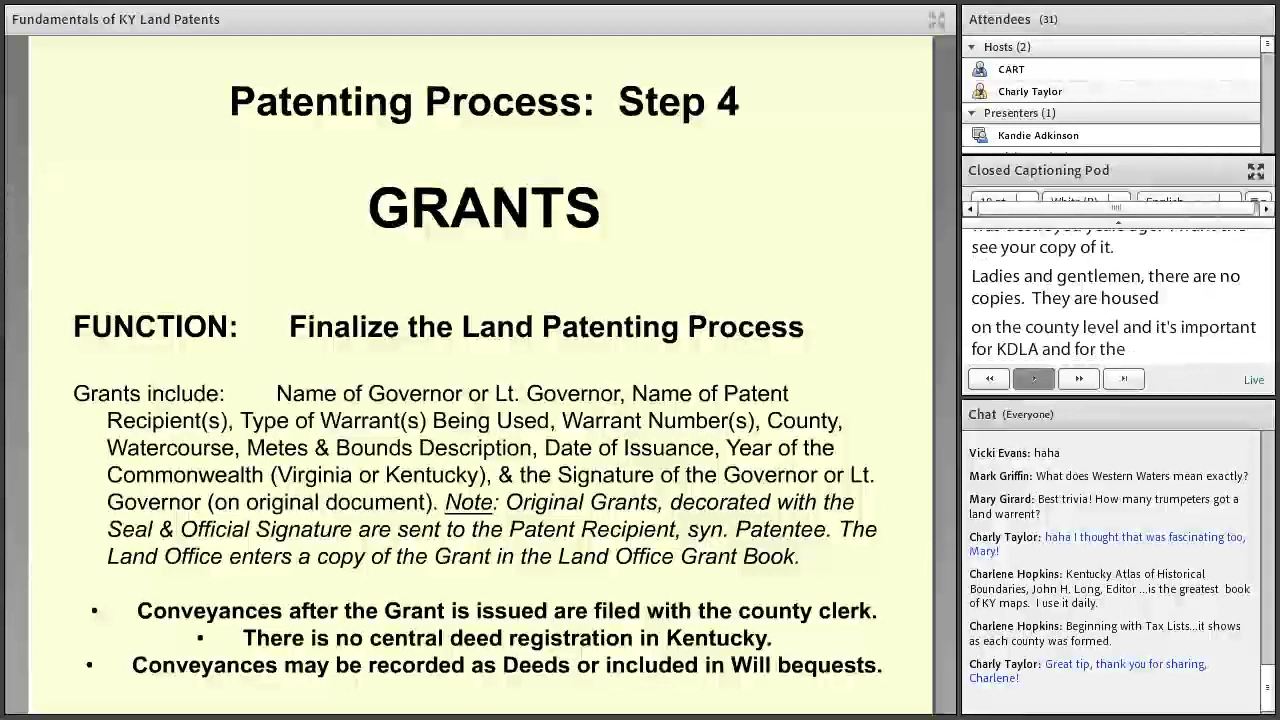 Fundamentals of KY Land Patents
Patenting Process: Step 4
GRANTS
FUNCTION: Finalize the Land Patenting Process
Grants include: Name of Governor or Lt. Governor, Name of Patent
Recipient(s), Type of Warrant(s) Being Used, Warrant Number(s), County,
Watercourse, Metes & Bounds Description, Date of Issuance, Year of the
Commonwealth (Virginia or Kentucky), & the Signature of the Governor or Lt.
Governor (on original document). Note: Original Grants, decorated with the
Seal & Official Signature are sent to the Patent Recipient, syn. Patentee. The
Land Office enters a copy of the Grant in the Land Office Grant Book.
• Conveyances after the Grant is issued are filed with the county clerk.
• There is no central deed registration in Kentucky.
• Conveyances may be recorded as Deeds or included in Will bequests.
Attendees (31)
Hosts (2)
CART
Charly Taylor
Presenters (1)
Kandie Adkinson
Closed Captioning Pod
English
see your copy of it.
Ladies and gentlemen, there are no
copies. They are housed
on the county level and it's important
for KDLA and for the
Live
Chat (Everyone)
Vicki Evans: haha
Mark Griffin: What does Western Waters mean exactly?
Mary Girard: Best trivia! How many trumpeters got a
land warrent?
Charly Taylor: haha I thought that was fascinating too,
Mary!
Charlene Hopkins: Kentucky Atlas of Historical
Boundaries, John H. Long, Editor ...is the greatest book
of KY maps. I use it daily.
Charlene Hopkins: Beginning with Tax Lists...it shows
as each county was formed.
Charly Taylor: Great tip, thank you for sharing,
Charlene!